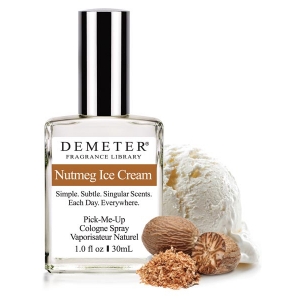 DEMETER®
FRAGRANCE LIBRARY
Nutmeg Ice Cream
Simple. Subtle. Singular Scents.
Each Day. Everywhere.
Pick-Me-Up
Cologne Spray
Vaporisateur Naturel
1.0 fl oz ❙ 30mL